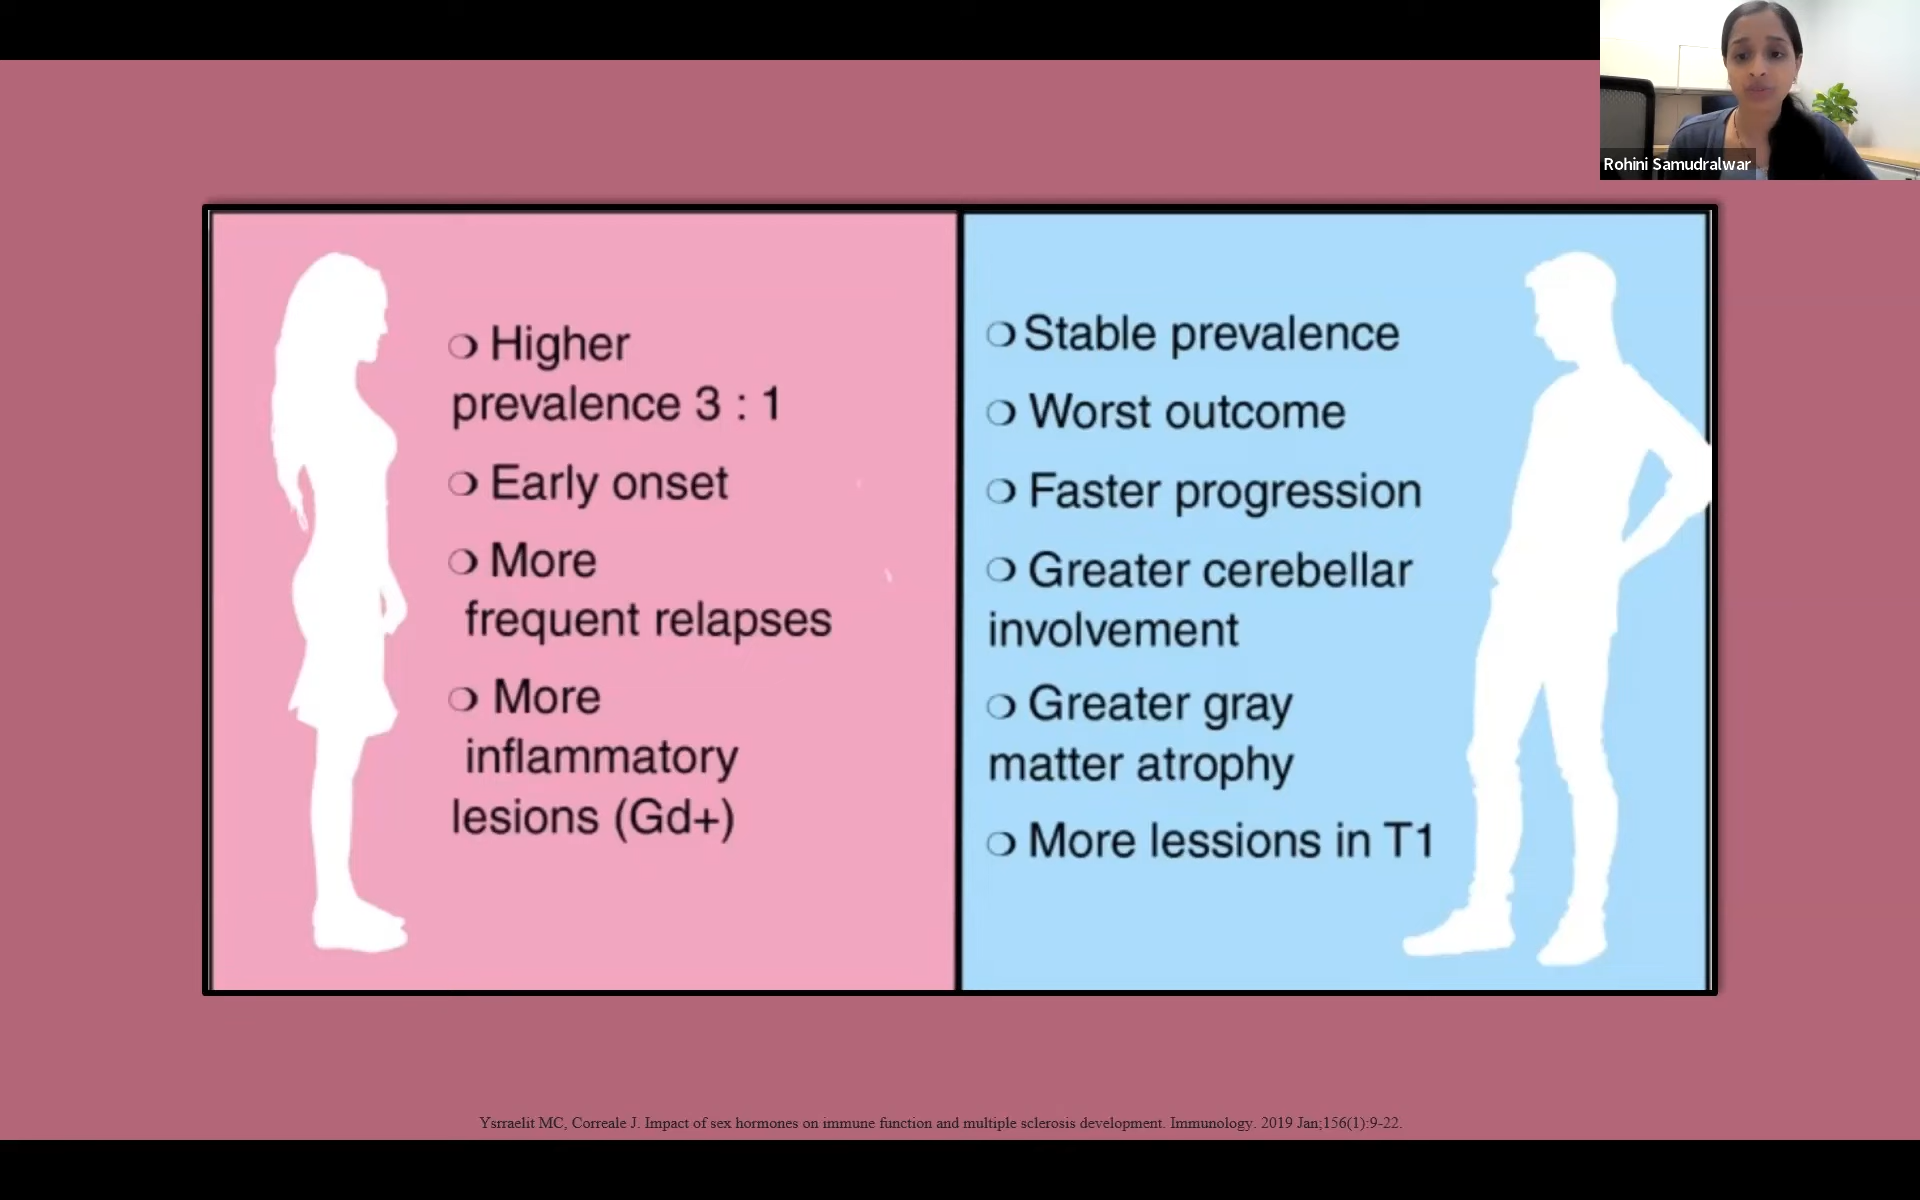 Rohini Samudralwar
Higher
prevalence 3 : 1
Early onset
More
frequent relapses
More
inflammatory
lesions (Gd+)
Stable prevalence
Worst outcome
Faster progression
Greater cerebellar
involvement
Greater gray
matter atrophy
More lessions in T1
Ysrraelit MC, Correale J. Impact of sex hormones on immune function and multiple sclerosis development. Immunology. 2019 Jan;156(1):9-22.